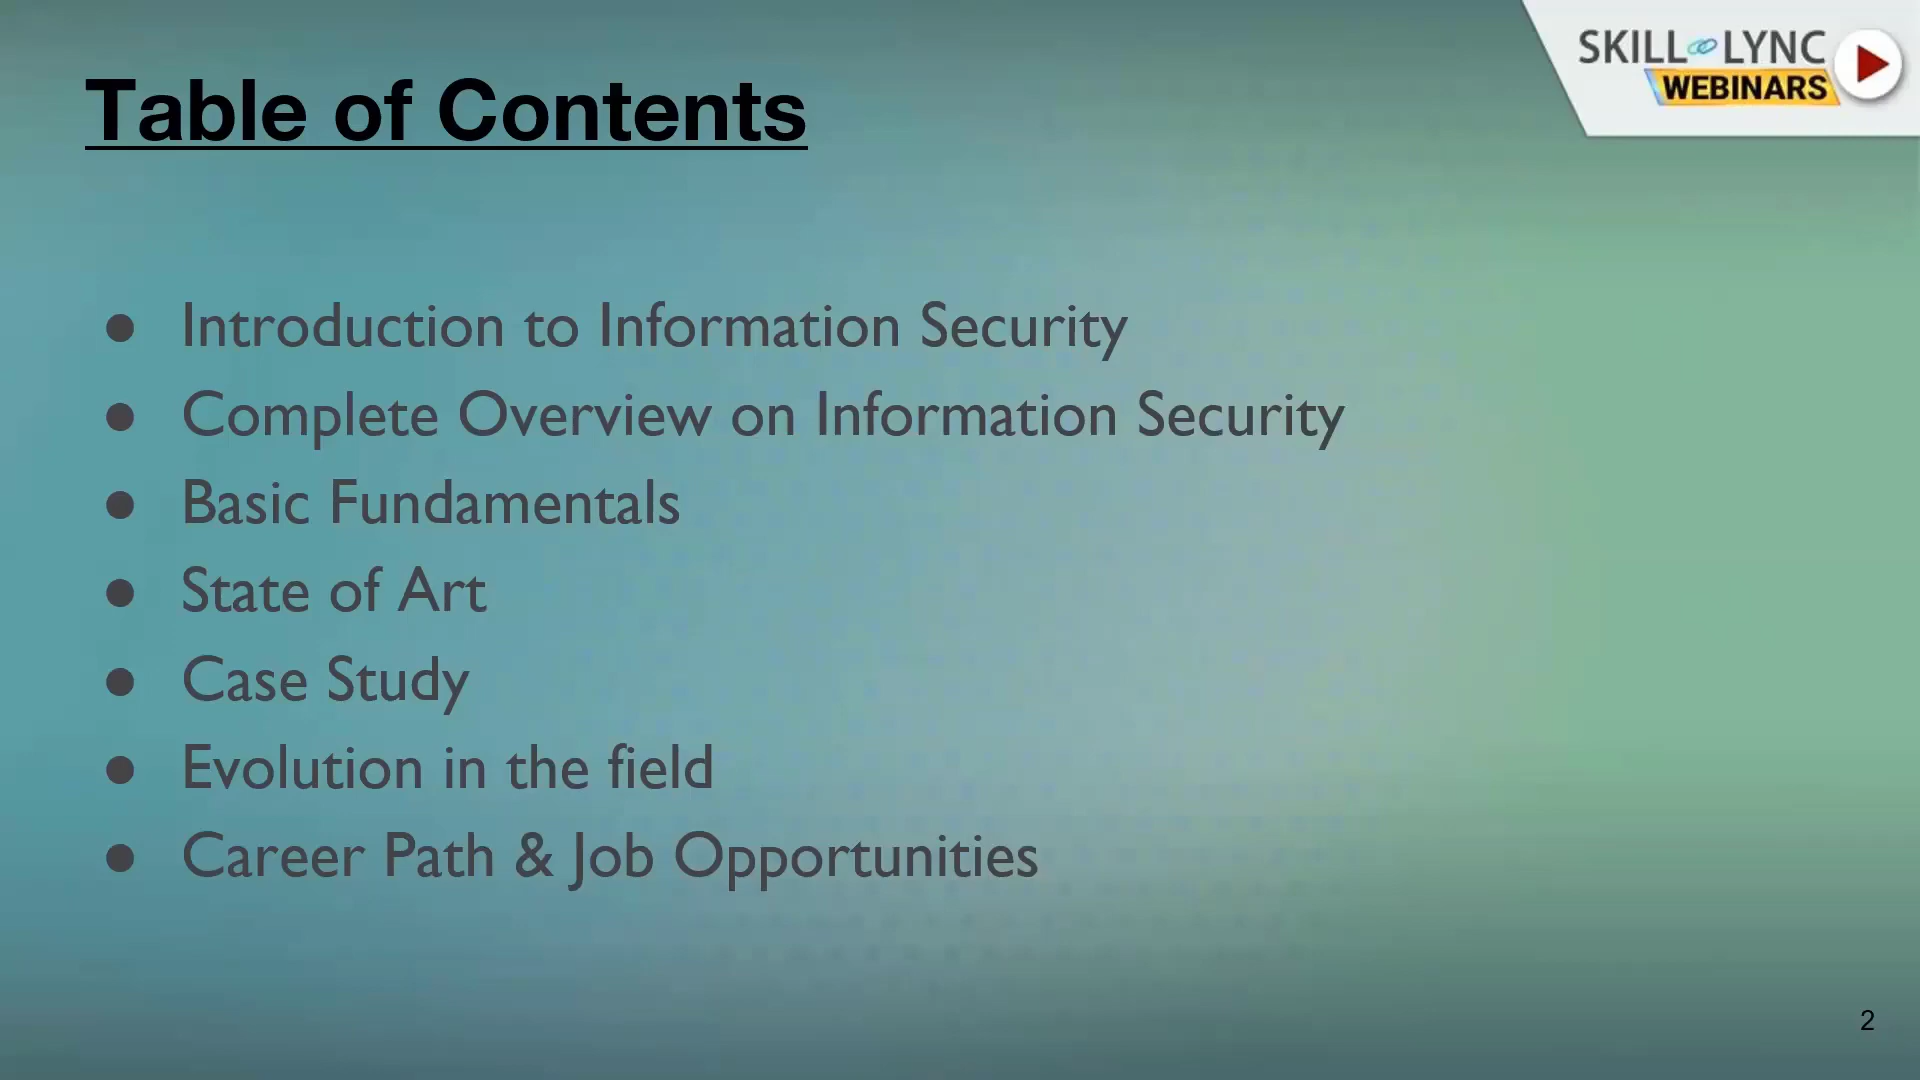 SKILL LYNC
WEBINARS
Table of Contents
● Introduction to Information Security
● Complete Overview on Information Security
● Basic Fundamentals
● State of Art
● Case Study
● Evolution in the field
● Career Path & Job Opportunities
2